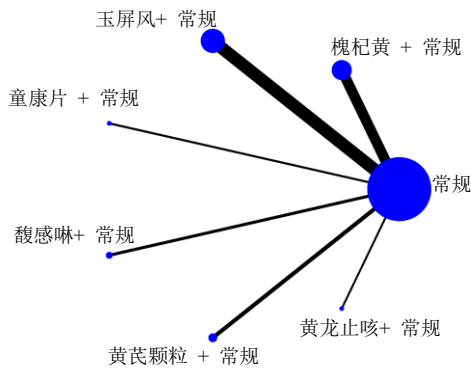 玉屏风+ 常规
槐杞黄 + 常规
童康片 + 常规
常规
馥感啉+ 常规
黄龙止咳+ 常规
黄芪颗粒 + 常规